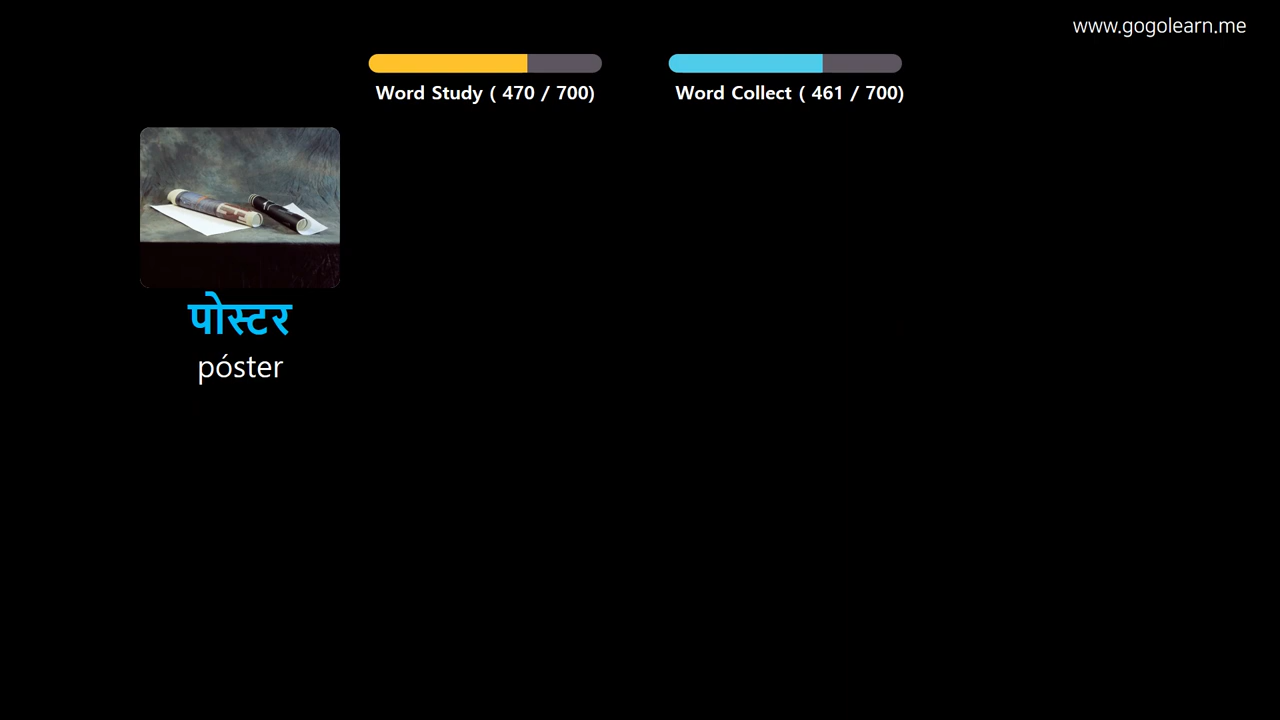 www.gogolearn.me
Word Study ( 470 / 700)
Word Collect ( 461 / 700)
पोस्टर
póster